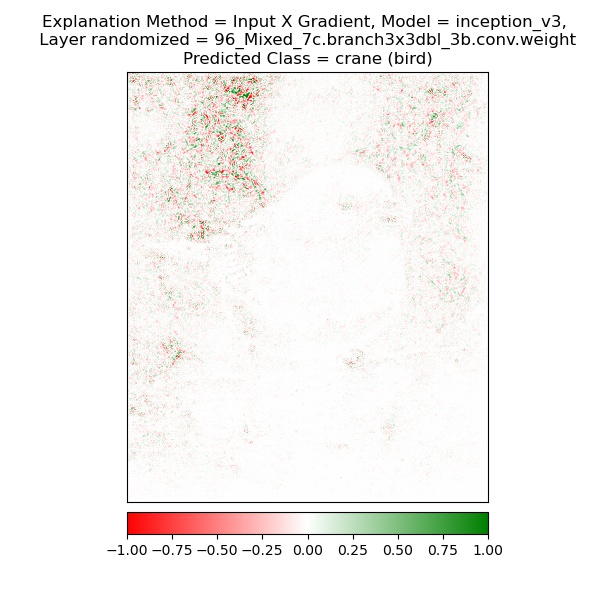 Explanation Method = Input X Gradient, Model = inception_v3,
Layer randomized = 96_Mixed_7c.branch3x3dbl_3b.conv.weight
Predicted Class = crane (bird)
−1.00 −0.75 −0.50 −0.25 0.00 0.25 0.50 0.75 1.00